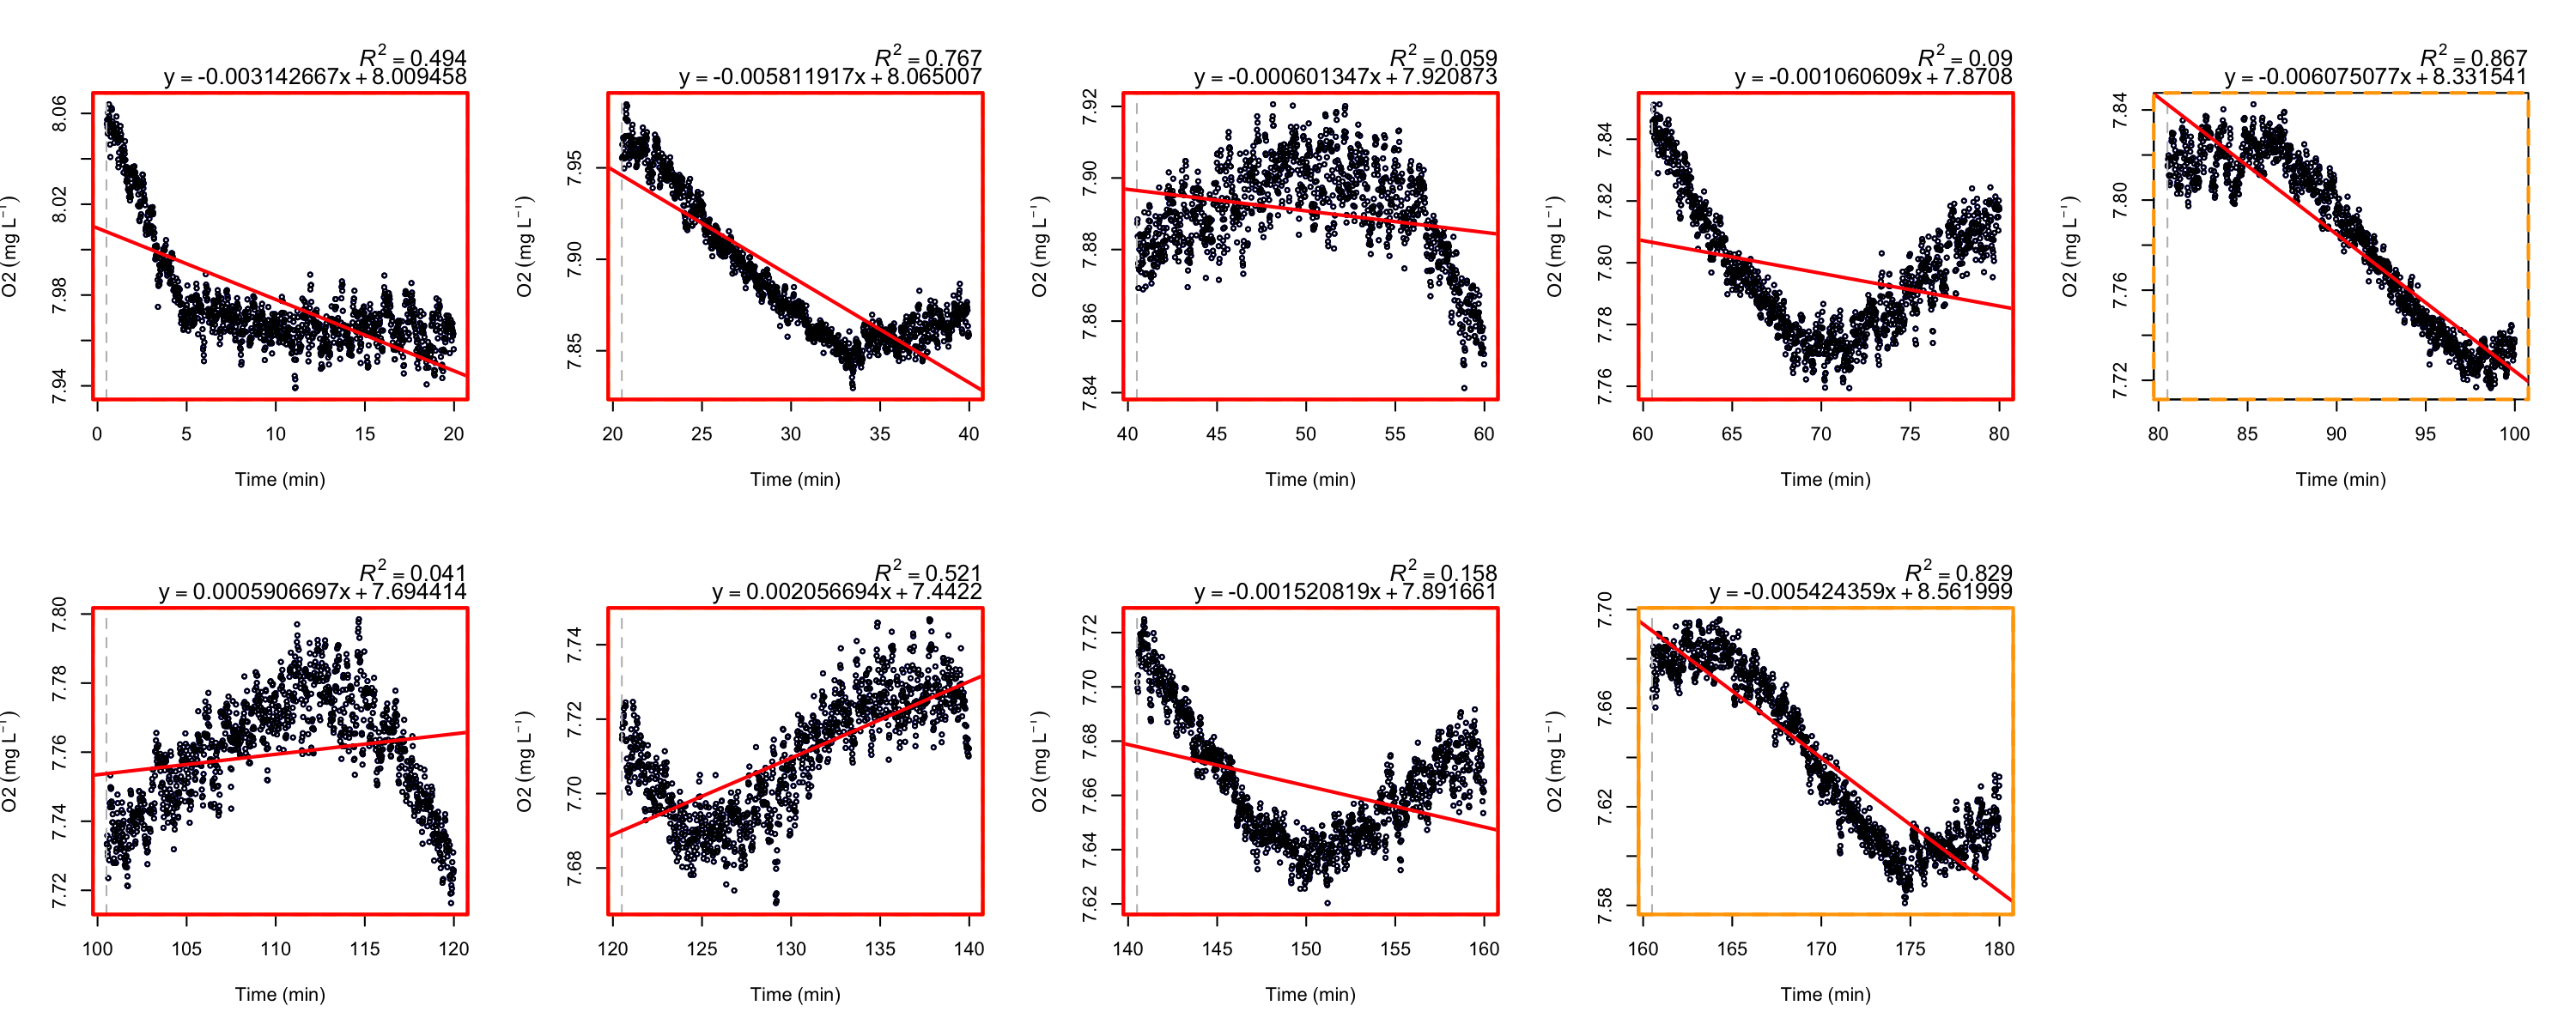 R² = 0.494
y = -0.003142667x + 8.009458
O2 (mg L⁻¹)
8.06
8.02
7.98
7.94
0 5 10 15 20
Time (min)
R² = 0.767
y = -0.005811917x + 8.065007
O2 (mg L⁻¹)
7.95
7.90
7.85
20 25 30 35 40
Time (min)
R² = 0.059
y = -0.000601347x + 7.920873
O2 (mg L⁻¹)
7.92
7.90
7.88
7.86
7.84
40 45 50 55 60
Time (min)
R² = 0.09
y = -0.001060609x + 7.8708
O2 (mg L⁻¹)
7.84
7.82
7.80
7.78
7.76
60 65 70 75 80
Time (min)
R² = 0.867
y = -0.006075077x + 8.331541
O2 (mg L⁻¹)
7.84
7.80
7.76
7.72
80 85 90 95 100
Time (min)
R² = 0.041
y = 0.0005906697x + 7.694414
O2 (mg L⁻¹)
7.80
7.78
7.76
7.74
7.72
100 105 110 115 120
Time (min)
R² = 0.521
y = 0.002056694x + 7.4422
O2 (mg L⁻¹)
7.74
7.72
7.70
7.68
120 125 130 135 140
Time (min)
R² = 0.158
y = -0.001520819x + 7.891661
O2 (mg L⁻¹)
7.72
7.70
7.68
7.66
7.64
7.62
140 145 150 155 160
Time (min)
R² = 0.829
y = -0.005424359x + 8.561999
O2 (mg L⁻¹)
7.70
7.66
7.62
7.58
160 165 170 175 180
Time (min)